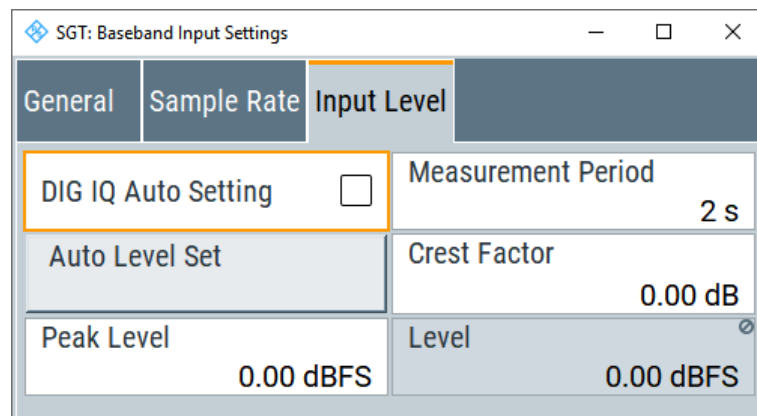 SGT: Baseband Input Settings
General Sample Rate Input Level
DIG IQ Auto Setting
Measurement Period
2 s
Auto Level Set
Crest Factor
0.00 dB
Peak Level
0.00 dBFS
Level
0.00 dBFS